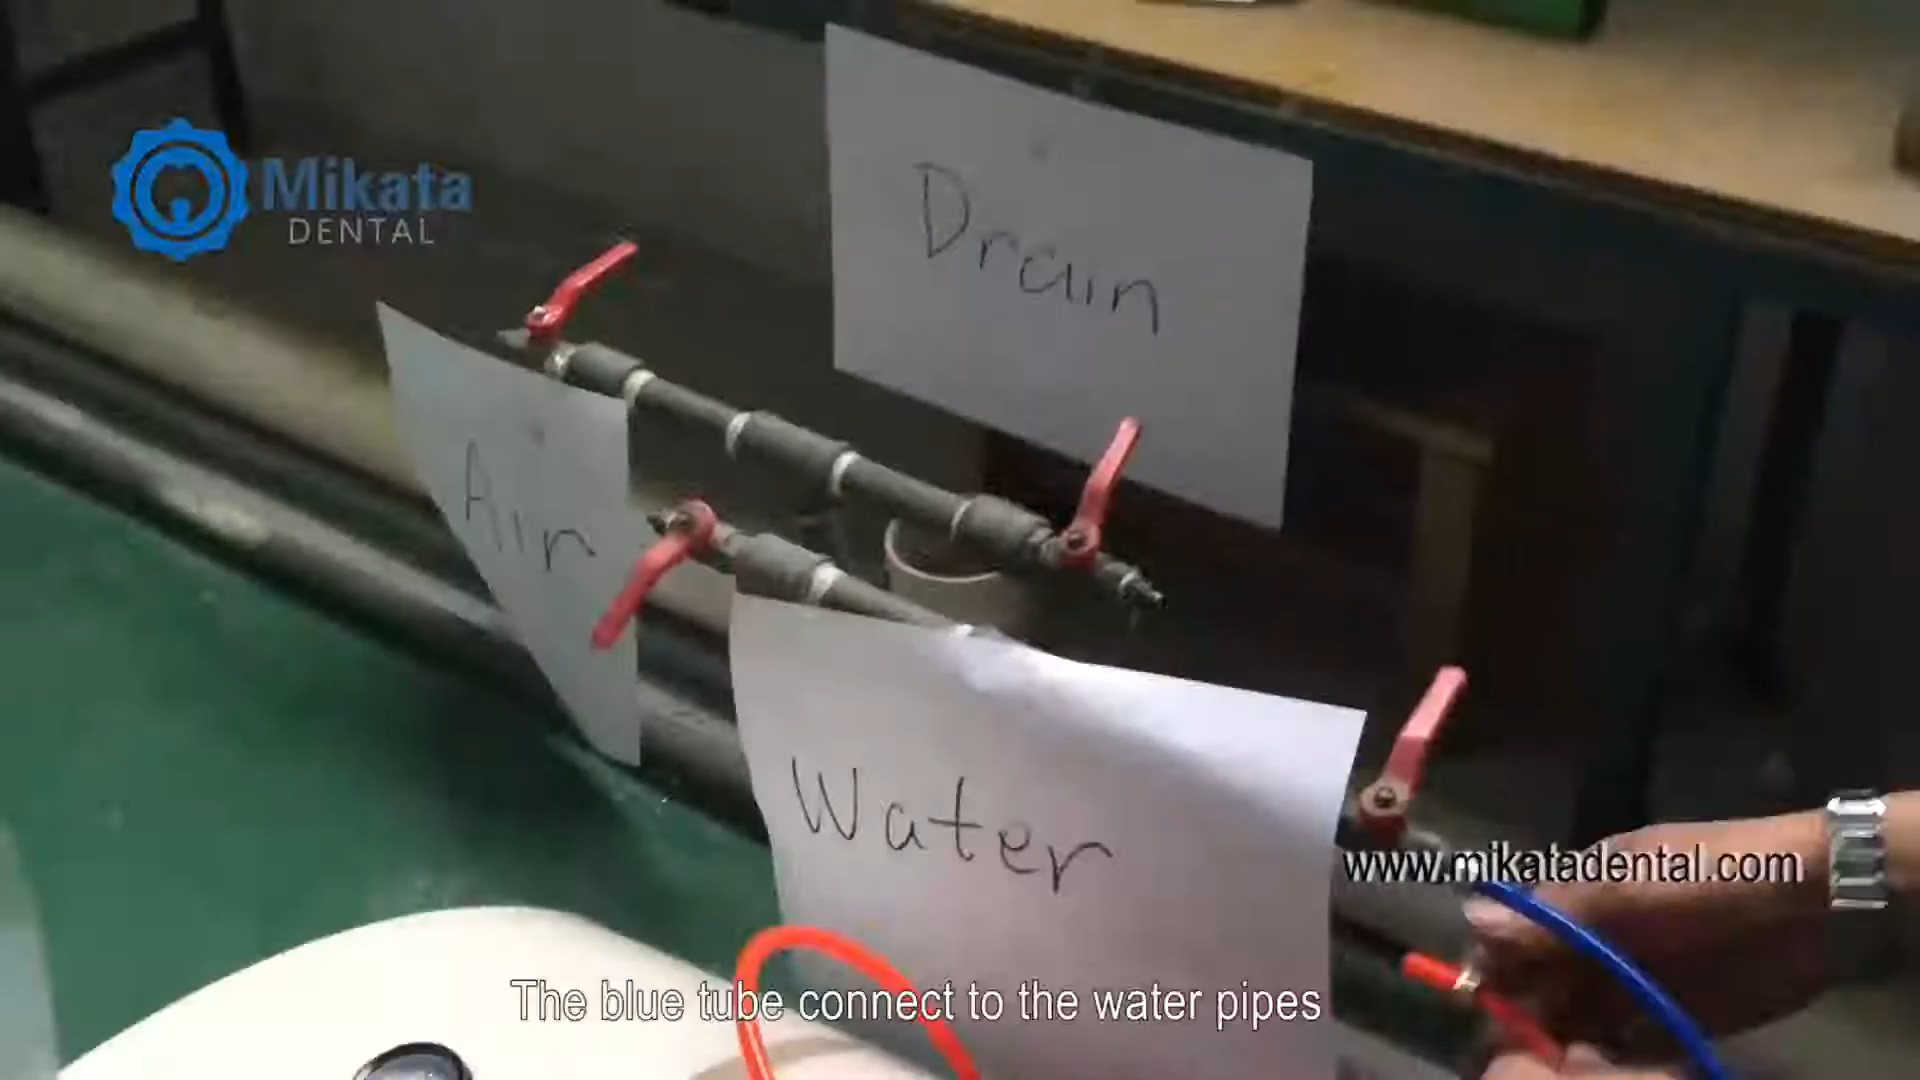 Mikata
DENTAL
Drain
Air
Water
www.mikatadental.com
The blue tube connect to the water pipes